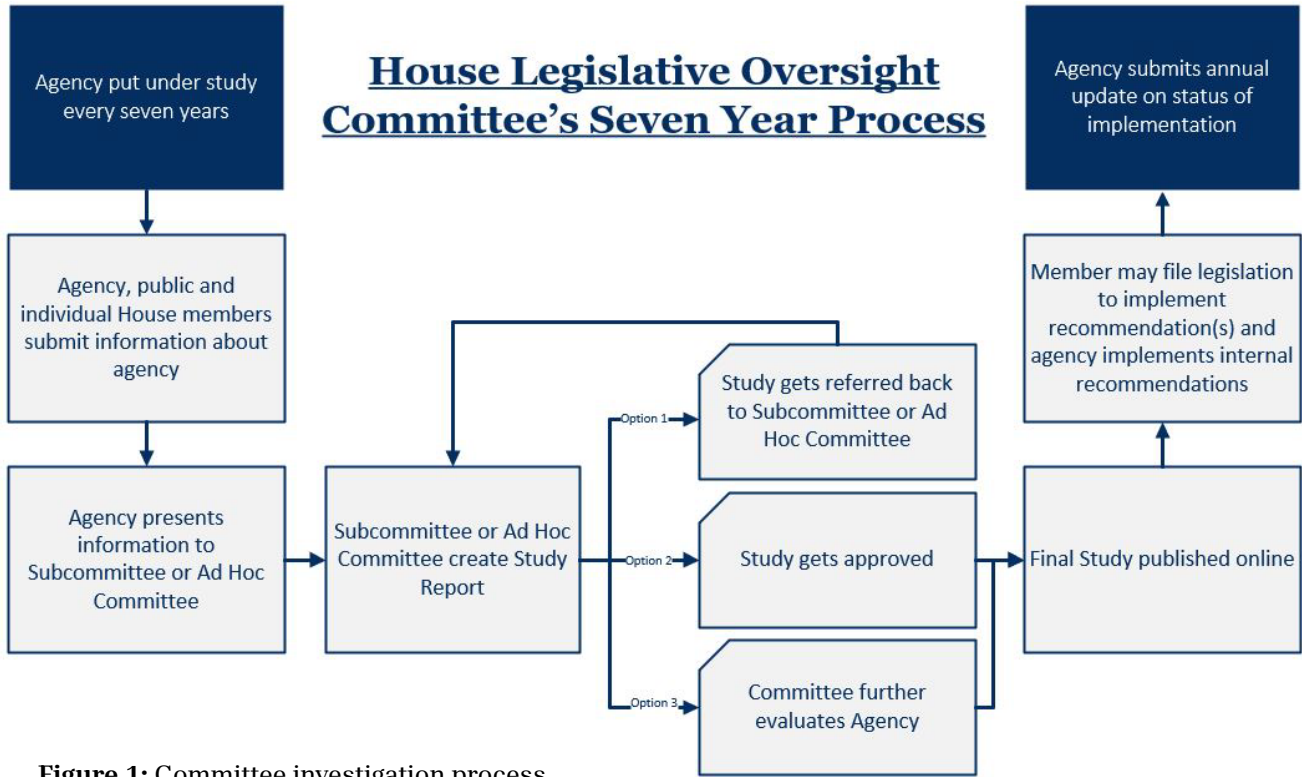 House Legislative Oversight
Committee's Seven Year Process
Agency put under study
every seven years
Agency, public and
individual House members
submit information about
agency
Agency presents
information to
Subcommittee or Ad Hoc
Committee
Subcommittee or Ad Hoc
Committee create Study
Report
Option 1
Study gets referred back
to Subcommittee or Ad
Hoc Committee
Option 2
Study gets approved
Option 3
Committee further
evaluates Agency
Final Study published online
Member may file legislation
to implement
recommendation(s) and
agency implements internal
recommendations
Agency submits annual
update on status of
implementation
Figure 1: Committee investigation process